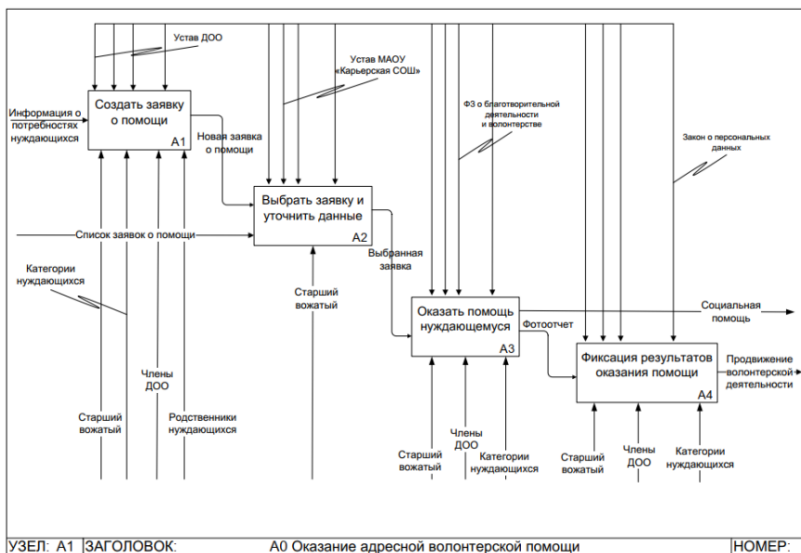 Устав ДОО
Устав МАОУ
«Карьерская СОШ»
ФЗ о благотворительной
деятельности
и волонтерстве
Закон о персональных
данных
Информация о
потребностях
нуждающихся
Создать заявку
о помощи
A1
Новая заявка
о помощи
Выбрать заявку и
уточнить данные
A2
Список заявок о помощи
Выбранная
заявка
Категории
нуждающихся
Старший
вожатый
Оказать помощь
нуждающемуся
A3
Социальная
помощь
Фотоотчет
Фиксация результатов
оказания помощи
A4
Продвижение
волонтерской
деятельности
Члены
ДОО
Старший
вожатый
Родственники
нуждающихся
Старший
вожатый
Члены
ДОО
Категории
нуждающихся
Старший
вожатый
Члены
ДОО
Категории
нуждающихся
УЗЕЛ: A1 ЗАГОЛОВОК: A0 Оказание адресной волонтерской помощи НОМЕР: